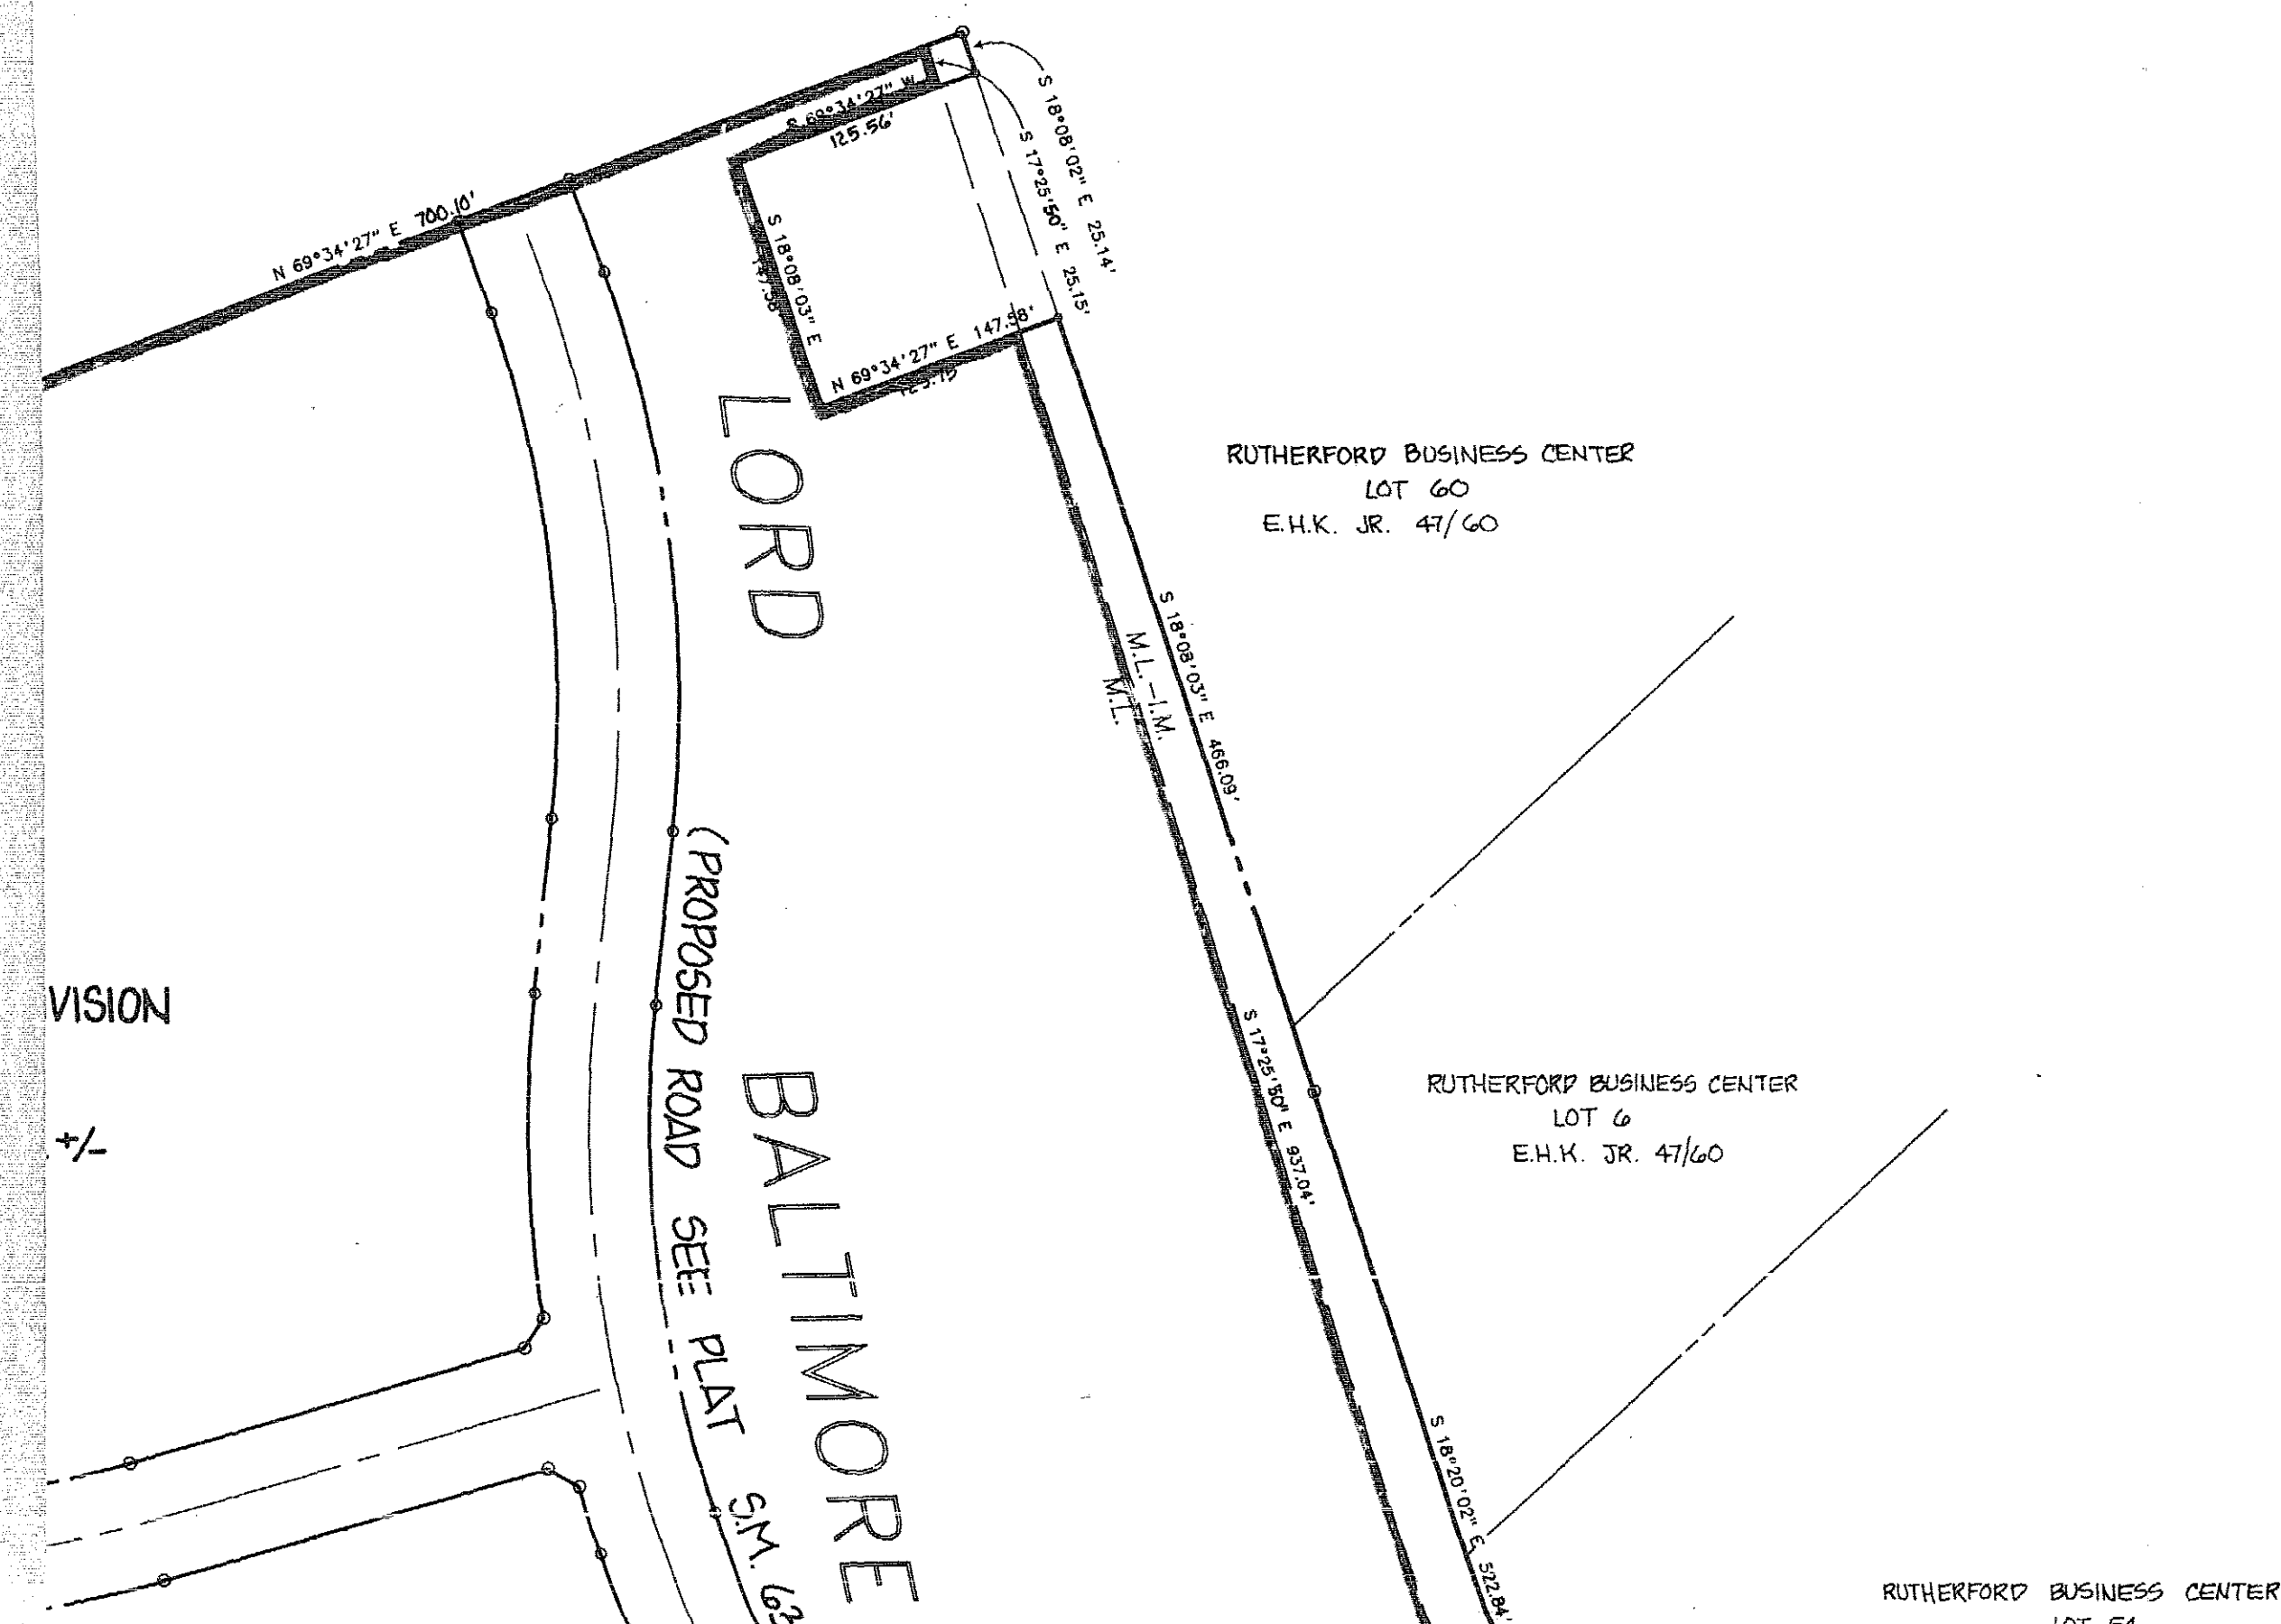 N 69°34'27" E 700.10'
S 69°34'27" W
125.56'
S 18°08'02" E 25.14'
S 17°25'50" E 25.15'
S 18°08'03" E
N 69°34'27" E 147.58'
LORD
BALTIMORE
(PROPOSED ROAD SEE PLAT S.M. 63
RUTHERFORD BUSINESS CENTER
LOT 60
E.H.K. JR. 47/60
S 18°08'03" E 466.09'
M.L.-I.M.
M.L.
S 17°25'50" E 937.04'
VISION
+/-
RUTHERFORD BUSINESS CENTER
LOT 6
E.H.K. JR. 47/60
S 18°20'02" E 522.84'
RUTHERFORD BUSINESS CENTER
LOT